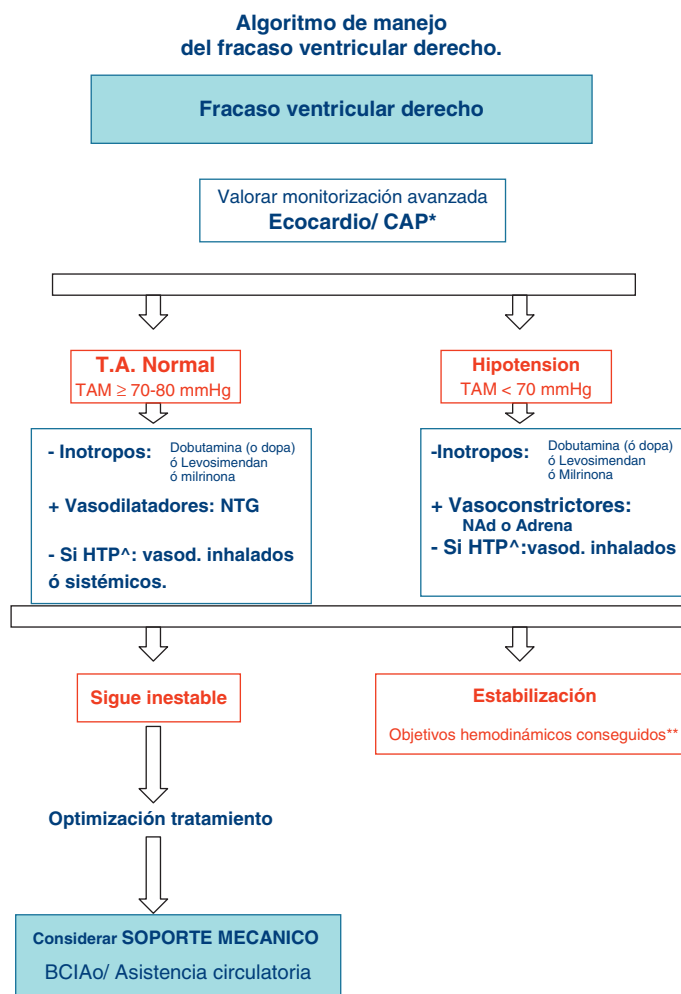 Algoritmo de manejo
del fracaso ventricular derecho.
Fracaso ventricular derecho
Valorar monitorización avanzada
Ecocardio/ CAP*
T.A. Normal
TAM ≥ 70-80 mmHg
Hipotension
TAM < 70 mmHg
- Inotropos: Dobutamina (o dopa)
ó Levosimendan
ó milrinona
+ Vasodilatadores: NTG
- Si HTP^: vasod. inhalados
ó sistémicos.
-Inotropos: Dobutamina (ó dopa)
ó Levosimendan
ó Milrinona
+ Vasoconstrictores:
NAd o Adrena
- Si HTP^:vasod. inhalados
Sigue inestable
Estabilización
Objetivos hemodinámicos conseguidos**
Optimización tratamiento
Considerar SOPORTE MECANICO
BCIAo/ Asistencia circulatoria